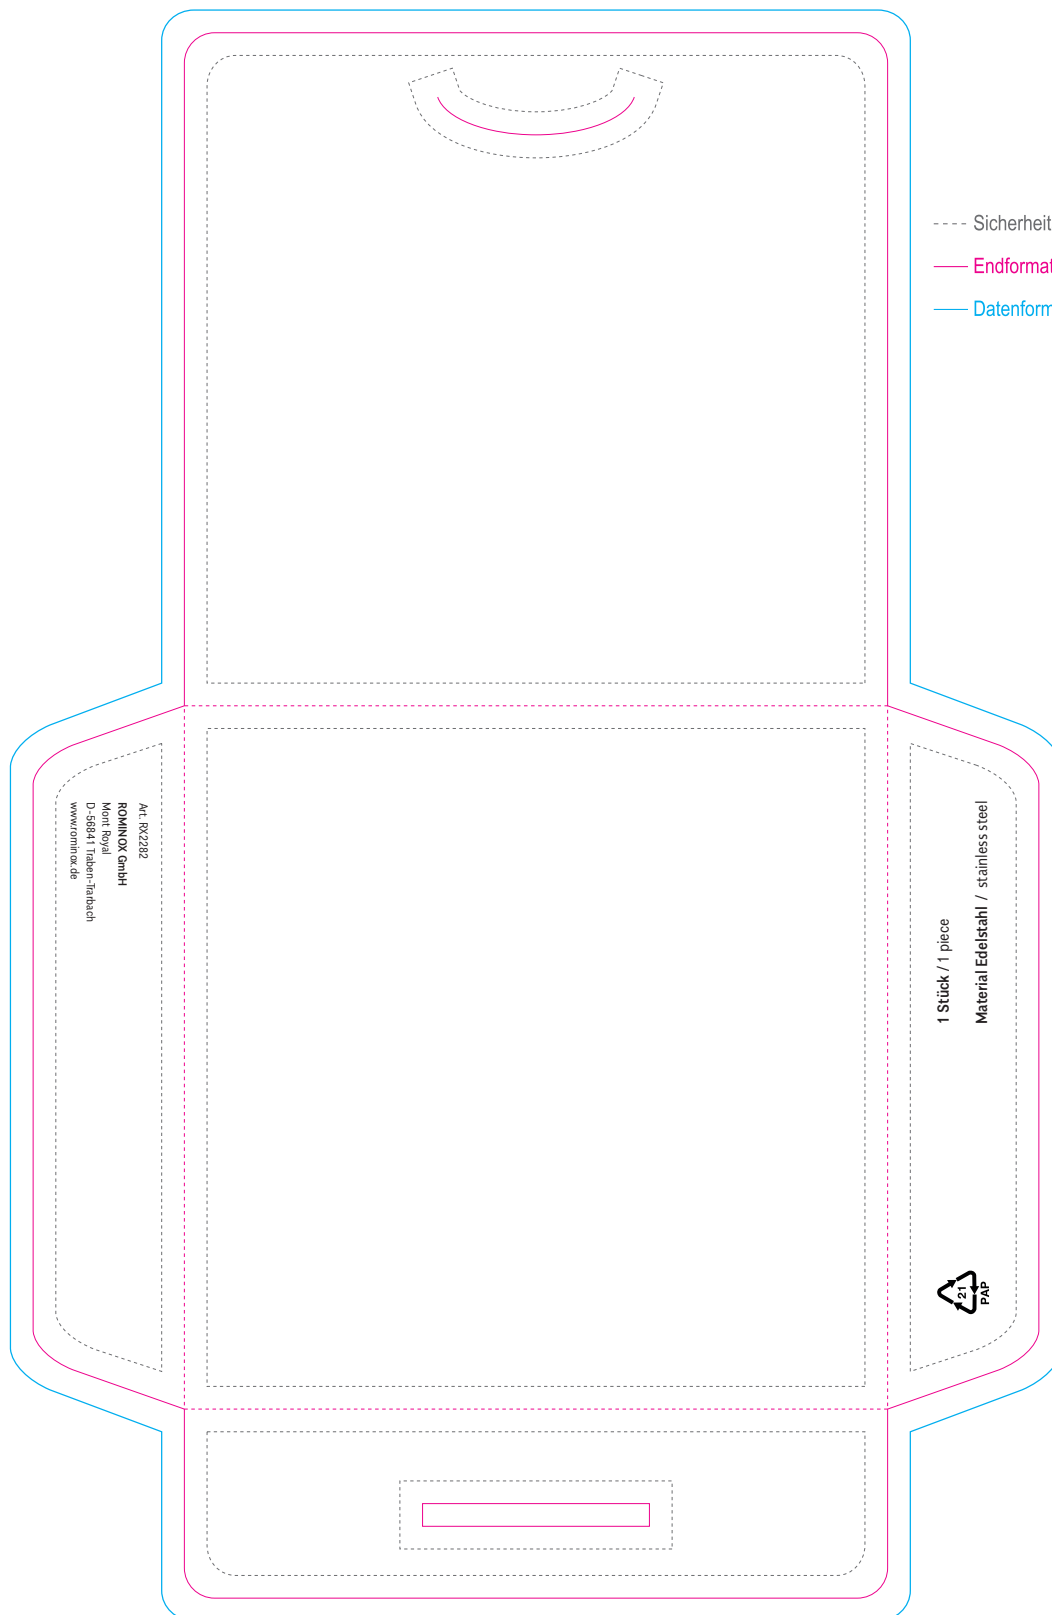 Sicherheit
Endformat
Datenform
Art. RX2282
ROMINOX GmbH
Mont Royal
D-56841 Traben-Trarbach
www.rominox.de
1 Stück / 1 piece
Material Edelstahl / stainless steel
21
PAP